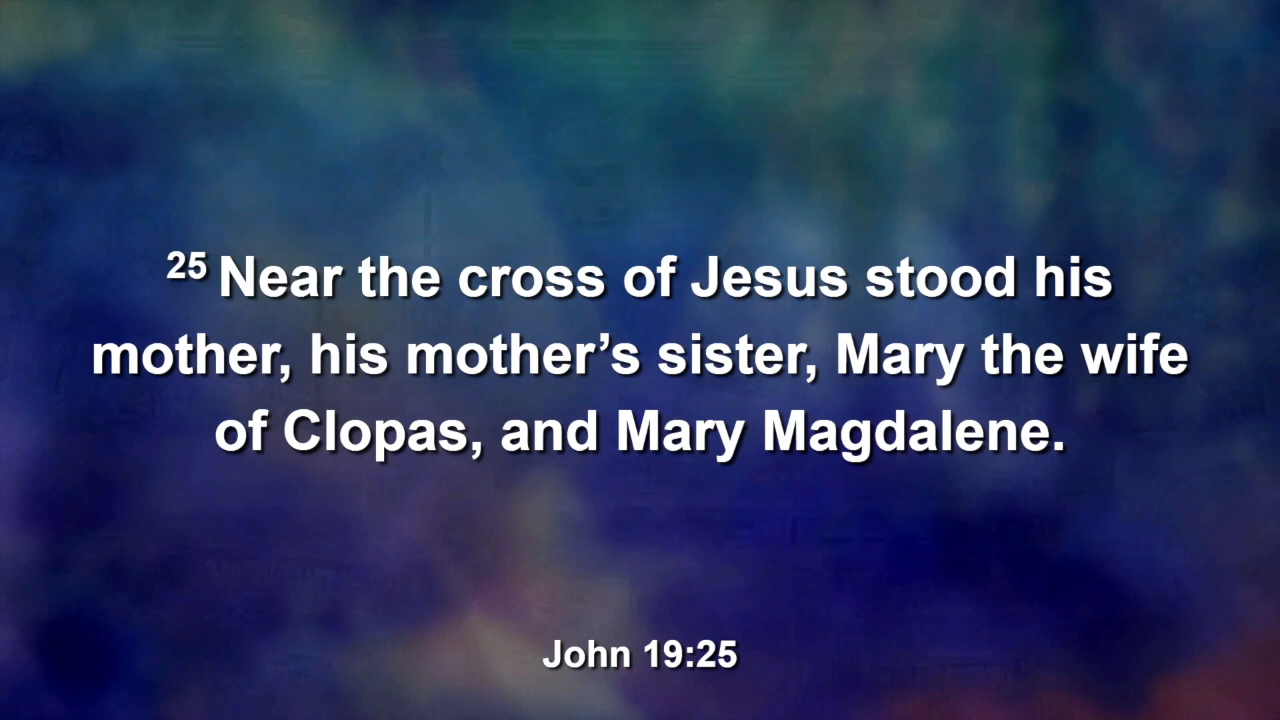 25 Near the cross of Jesus stood his
mother, his mother’s sister, Mary the wife
of Clopas, and Mary Magdalene.
John 19:25